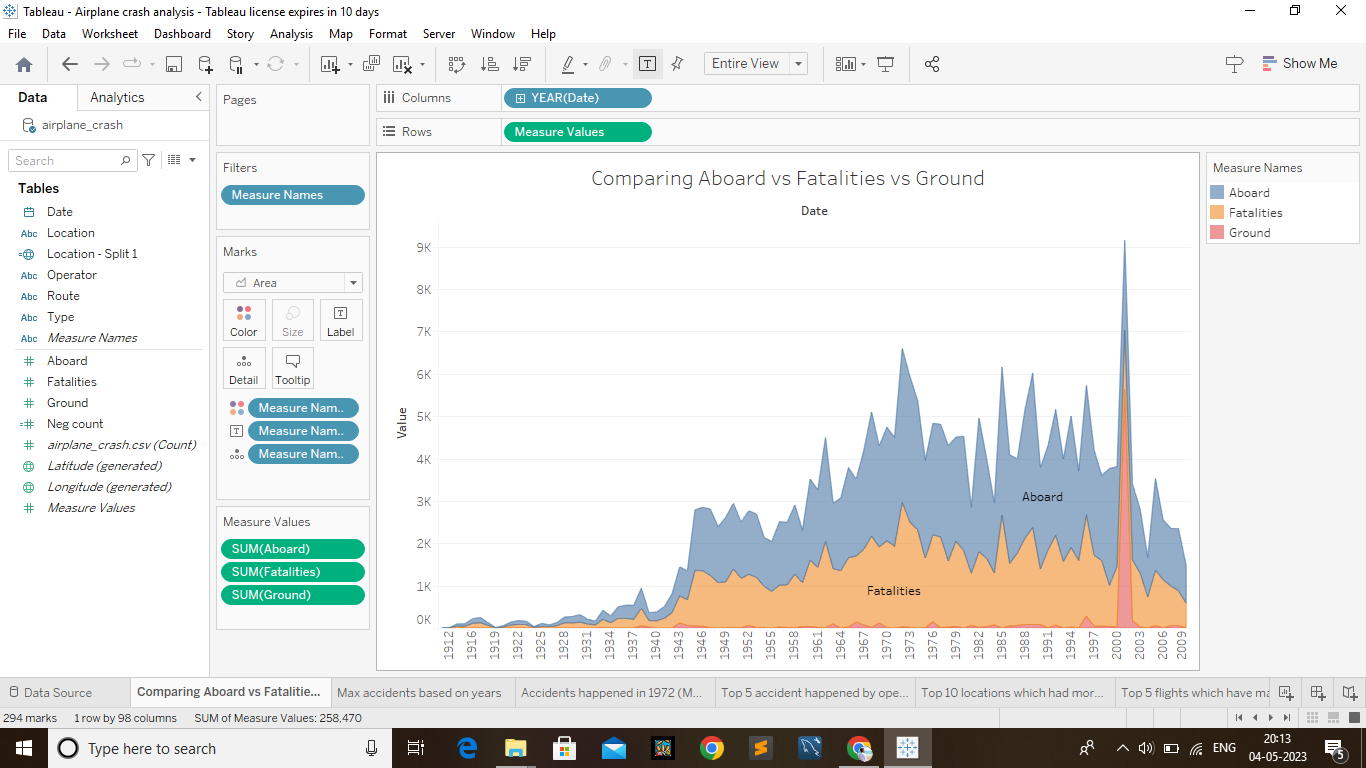 Tableau - Airplane crash analysis - Tableau license expires in 10 days
File Data Worksheet Dashboard Story Analysis Map Format Server Window Help
Entire View
Show Me
Data Analytics
airplane_crash
Search
Tables
Date
Abc Location
Location - Split 1
Abc Operator
Abc Route
Abc Type
Abc Measure Names
Aboard
Fatalities
Ground
Neg count
airplane_crash.csv (Count)
Latitude (generated)
Longitude (generated)
Measure Values
Pages
Filters
Measure Names
Marks
Area
Color Size Label
Detail Tooltip
Measure Nam..
Measure Nam..
Measure Nam..
Measure Values
SUM(Aboard)
SUM(Fatalities)
SUM(Ground)
Columns YEAR(Date)
Rows Measure Values
Comparing Aboard vs Fatalities vs Ground
Date
Value
9K
8K
7K
6K
5K
4K
3K
2K
1K
0K
Aboard
Fatalities
1912 1916 1919 1922 1925 1928 1931 1934 1937 1940 1943 1946 1949 1952 1955 1958 1961 1964 1967 1970 1973 1976 1979 1982 1985 1988 1991 1994 1997 2000 2003 2006 2009
Measure Names
Aboard
Fatalities
Ground
Data Source Comparing Aboard vs Fatalitie... Max accidents based on years Accidents happened in 1972 (M... Top 5 accident happened by ope... Top 10 locations which had mor... Top 5 flights which have ma
294 marks 1 row by 98 columns SUM of Measure Values: 258,470
Type here to search
ENG
20:13
04-05-2023
5